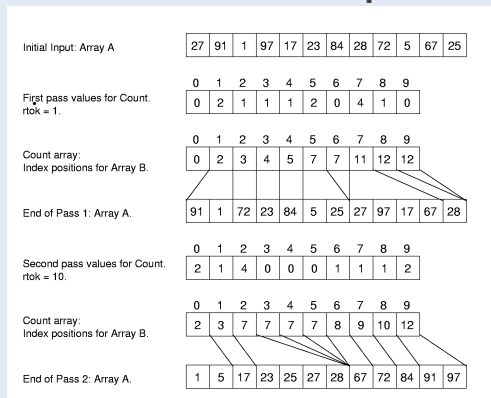 Initial Input: Array A 27 91 1 97 17 23 84 28 72 5 67 25
0 1 2 3 4 5 6 7 8 9
First pass values for Count. 0 2 1 1 1 2 0 4 1 0
rtok = 1.
0 1 2 3 4 5 6 7 8 9
Count array: 0 2 3 4 5 7 7 11 12 12
Index positions for Array B.
End of Pass 1: Array A. 91 1 72 23 84 5 25 27 97 17 67 28
0 1 2 3 4 5 6 7 8 9
Second pass values for Count. 2 1 4 0 0 0 1 1 1 2
rtok = 10.
0 1 2 3 4 5 6 7 8 9
Count array: 2 3 7 7 7 7 8 9 10 12
Index positions for Array B.
End of Pass 2: Array A. 1 5 17 23 25 27 28 67 72 84 91 97